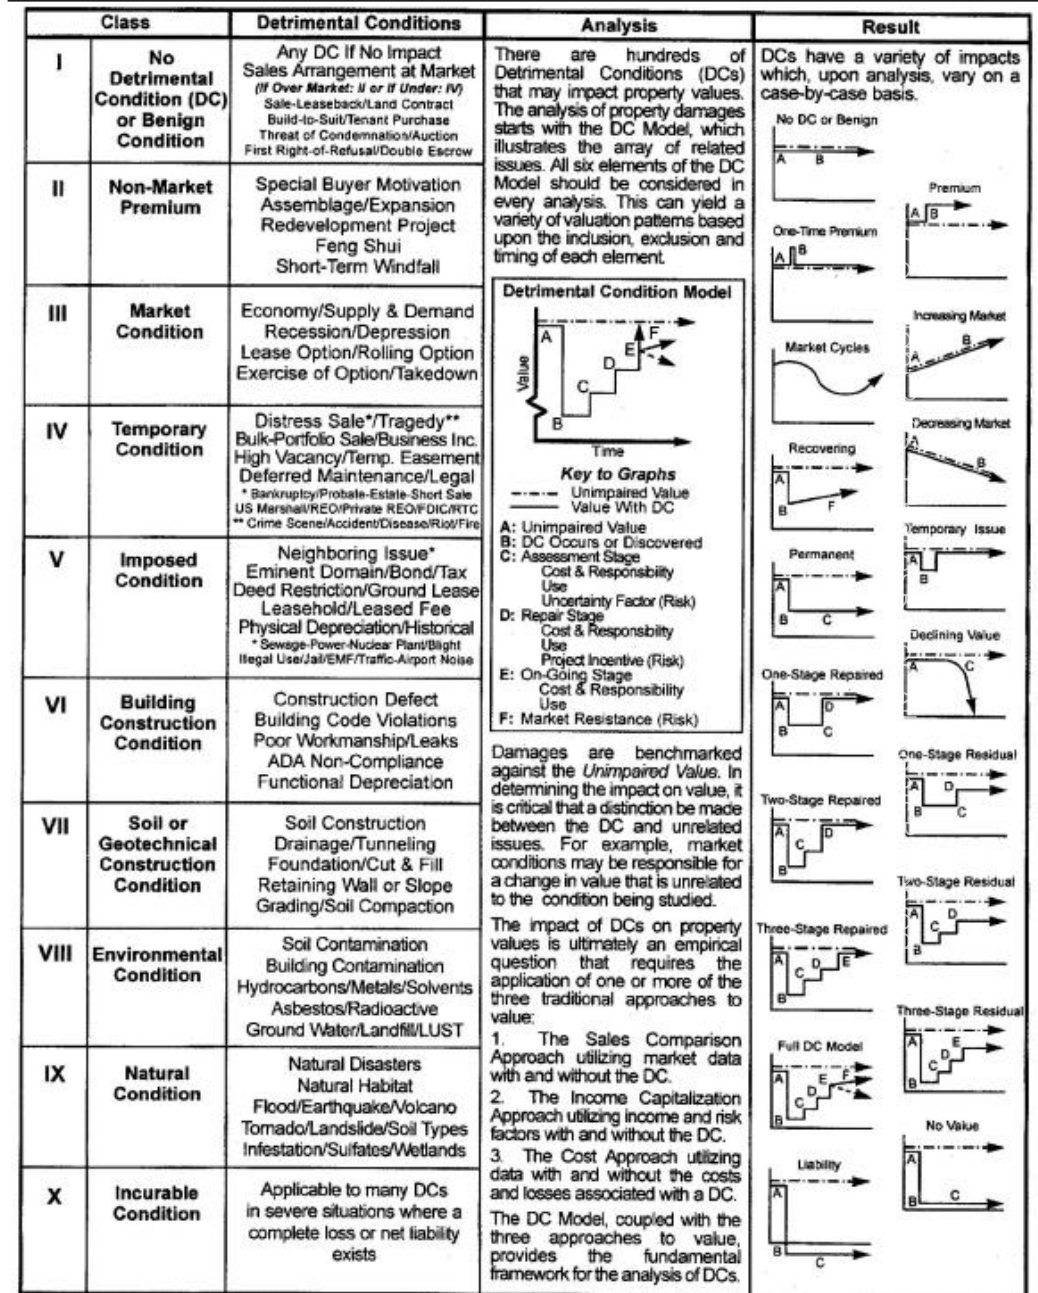 Class
Detrimental Conditions
Analysis
Result
I
No
Detrimental
Condition (DC)
or Benign
Condition
Any DC If No Impact
Sales Arrangement at Market
(If Over Market: II or If Under: IV)
Sale-Leaseback/Land Contract
Build-to-Suit/Tenant Purchase
Threat of Condemnation/Auction
First Right-of-Refusal/Double Escrow
II
Non-Market
Premium
Special Buyer Motivation
Assemblage/Expansion
Redevelopment Project
Feng Shui
Short-Term Windfall
III
Market
Condition
Economy/Supply & Demand
Recession/Depression
Lease Option/Rolling Option
Exercise of Option/Takedown
IV
Temporary
Condition
Distress Sale*/Tragedy**
Bulk-Portfolio Sale/Business Inc.
High Vacancy/Temp. Easement
Deferred Maintenance/Legal
* Bankruptcy/Probate-Estate-Short Sale
US Marshall/REO/Private REO/FDIC/RTC
** Crime Scene/Accident/Disease/Riot/Fire
V
Imposed
Condition
Neighboring Issue*
Eminent Domain/Bond/Tax
Deed Restriction/Ground Lease
Leasehold/Leased Fee
Physical Depreciation/Historical
* Sewage-Power-Nuclear Plant/Blight
Illegal Use/Jail/EMF/Traffic-Airport Noise
VI
Building
Construction
Condition
Construction Defect
Building Code Violations
Poor Workmanship/Leaks
ADA Non-Compliance
Functional Depreciation
VII
Soil or
Geotechnical
Construction
Condition
Soil Construction
Drainage/Tunneling
Foundation/Cut & Fill
Retaining Wall or Slope
Grading/Soil Compaction
VIII
Environmental
Condition
Soil Contamination
Building Contamination
Hydrocarbons/Metals/Solvents
Asbestos/Radioactive
Ground Water/Landfill/LUST
IX
Natural
Condition
Natural Disasters
Natural Habitat
Flood/Earthquake/Volcano
Tornado/Landslide/Soil Types
Infestation/Sulfates/Wetlands
X
Incurable
Condition
Applicable to many DCs
in severe situations where a
complete loss or net liability
exists
There are hundreds of
Detrimental Conditions (DCs)
that may impact property values.
The analysis of property damages
starts with the DC Model, which
illustrates the array of related
issues. All six elements of the DC
Model should be considered in
every analysis. This can yield a
variety of valuation patterns based
upon the inclusion, exclusion and
timing of each element.
Detrimental Condition Model
A
F
E
D
C
B
Value
Time
Key to Graphs
Unimpaired Value
Value With DC
A: Unimpaired Value
B: DC Occurs or Discovered
C: Assessment Stage
Cost & Responsibility
Use
Uncertainty Factor (Risk)
D: Repair Stage
Cost & Responsibility
Use
Project Incentive (Risk)
E: On-Going Stage
Cost & Responsibility
Use
F: Market Resistance (Risk)
Damages are benchmarked
against the Unimpaired Value. In
determining the impact on value, it
is critical that a distinction be made
between the DC and unrelated
issues. For example, market
conditions may be responsible for
a change in value that is unrelated
to the condition being studied.
The impact of DCs on property
values is ultimately an empirical
question that requires the
application of one or more of the
three traditional approaches to
value:
1. The Sales Comparison
Approach utilizing market data
with and without the DC.
2. The Income Capitalization
Approach utilizing income and risk
factors with and without the DC.
3. The Cost Approach utilizing
data with and without the costs
and losses associated with a DC.
The DC Model, coupled with the
three approaches to value,
provides the fundamental
framework for the analysis of DCs.
DCs have a variety of impacts
which, upon analysis, vary on a
case-by-case basis.
No DC or Benign
A B
Premium
A B
One-Time Premium
A B
Increasing Market
A B
Market Cycles
Decreasing Market
A B
Recovering
A
B F
Temporary Issue
A
B
Permanent
A
B C
Declining Value
A C
One-Stage Repaired
A D
B C
One-Stage Residual
A D
B C
Two-Stage Repaired
A D
C
B
Two-Stage Residual
A D
C
B
Three-Stage Repaired
A D E
C
B
Three-Stage Residual
A E
D
C
B
Full DC Model
A E F
D
C
B
No Value
A
B C
Liability
A
B
C